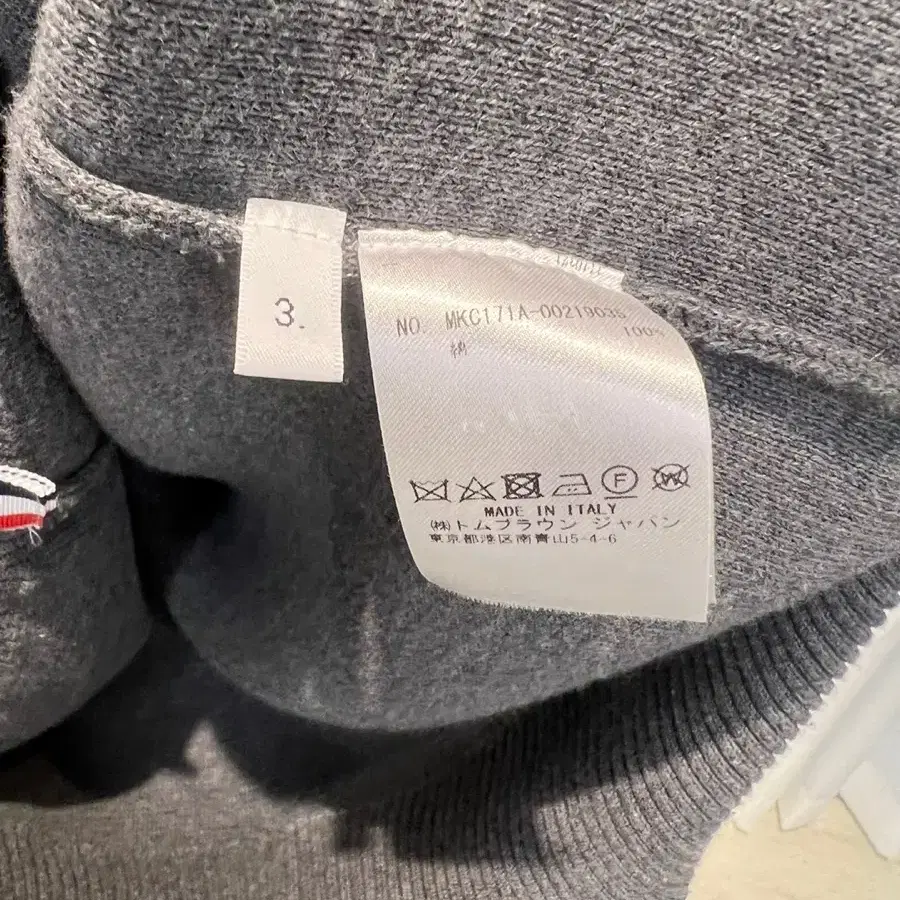 3.
NO. MKC171A-00219035
綿 100%
MADE IN ITALY
(株)トムブラウン ジャパン
東京都港区南青山5-4-6